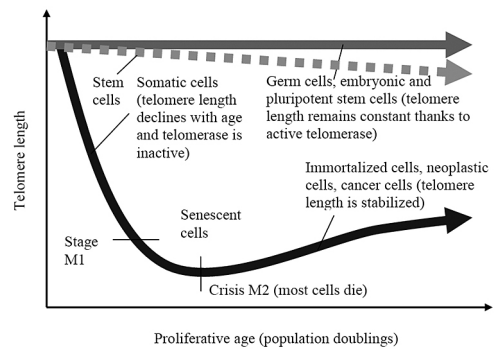 Telomere length
Stem
cells
Somatic cells
(telomere length
declines with age
and telomerase is
inactive)
Germ cells, embryonic and
pluripotent stem cells (telomere
length remains constant thanks to
active telomerase)
Immortalized cells, neoplastic
cells, cancer cells (telomere
length is stabilized)
Senescent
cells
Stage
M1
Crisis M2 (most cells die)
Proliferative age (population doublings)